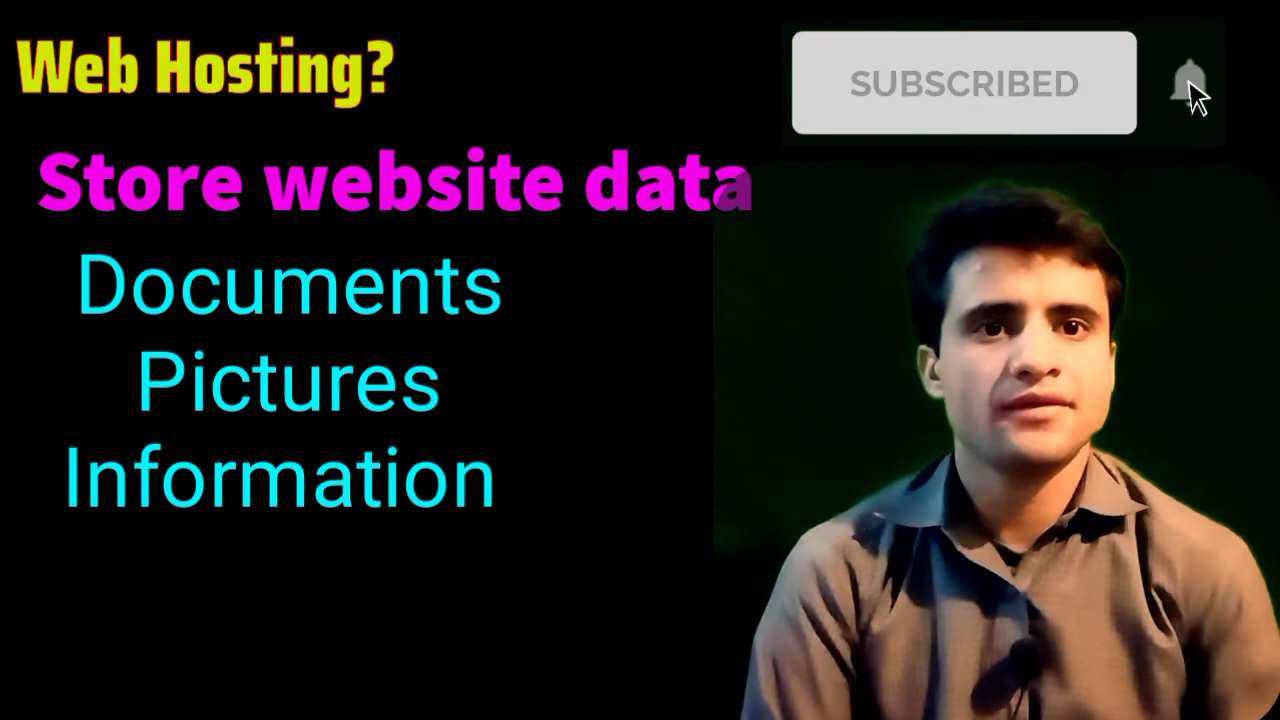 Web Hosting?
SUBSCRIBED
Store website data
Documents
Pictures
Information